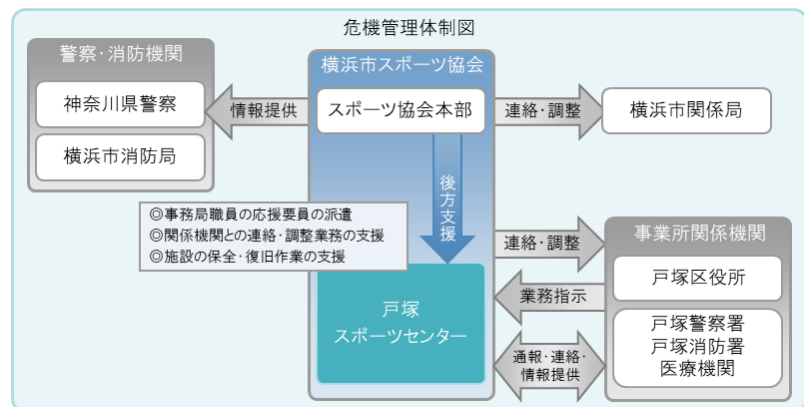 危機管理体制図
警察・消防機関
神奈川県警察
横浜市消防局
情報提供
横浜市スポーツ協会
スポーツ協会本部
連絡・調整
横浜市関係局
後方支援
◎事務局職員の応援要員の派遣
◎関係機関との連絡・調整業務の支援
◎施設の保全・復旧作業の支援
戸塚
スポーツセンター
連絡・調整
業務指示
通報・連絡・
情報提供
事業所関係機関
戸塚区役所
戸塚警察署
戸塚消防署
医療機関